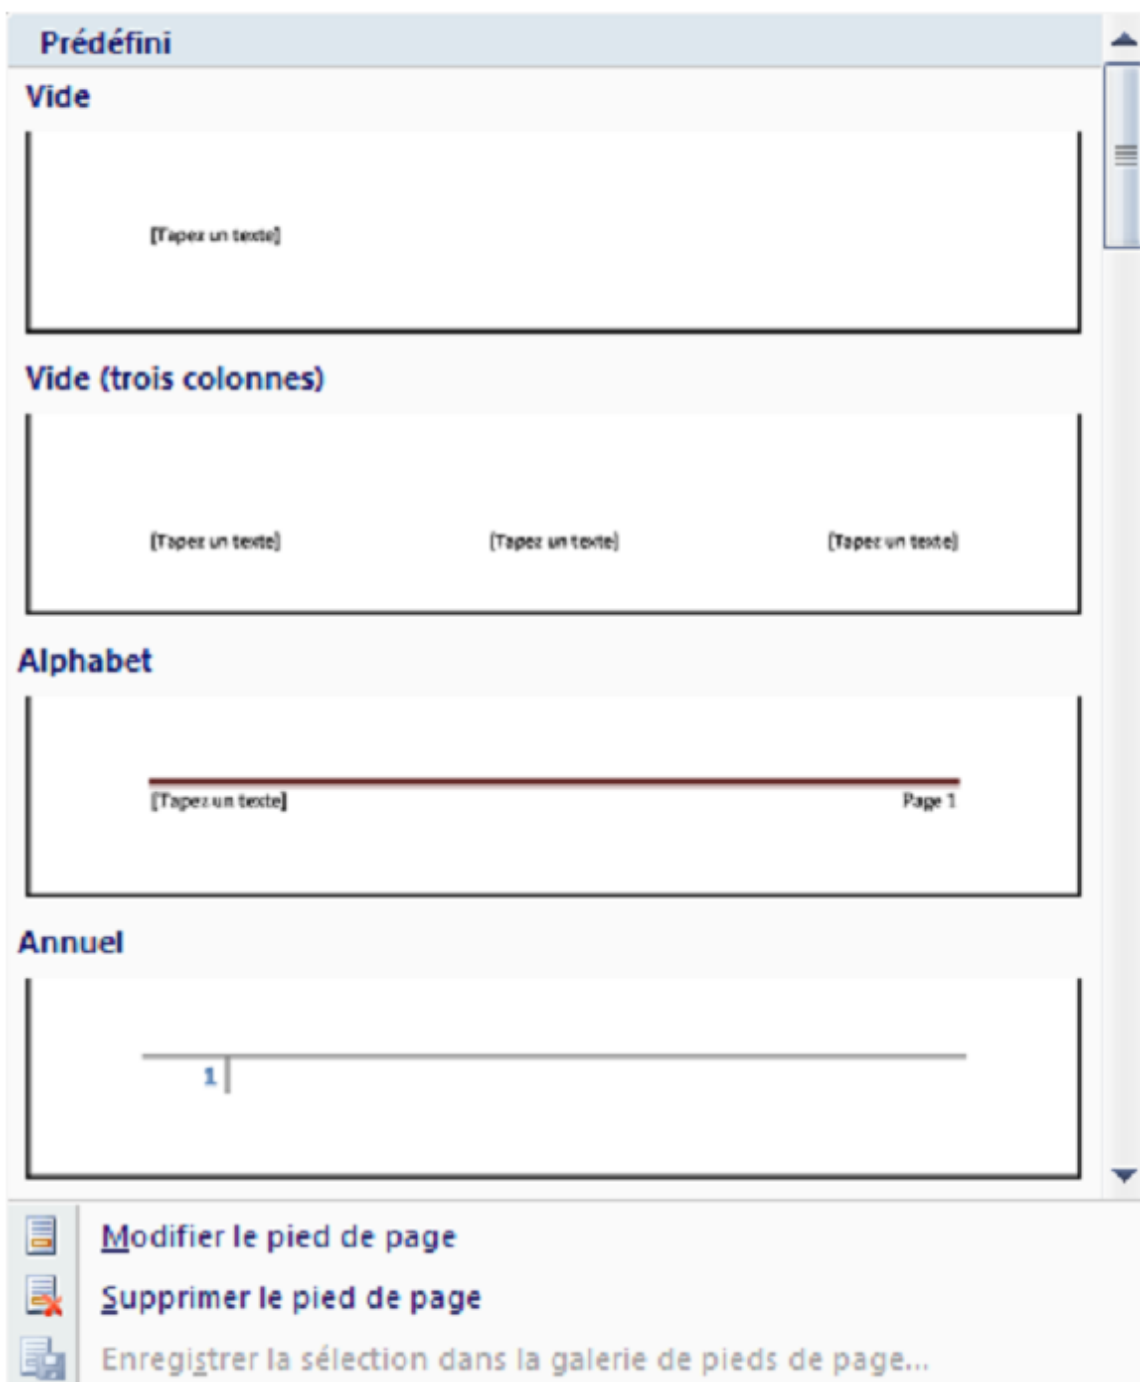 Prédéfini
Vide
[Tapez un texte]
Vide (trois colonnes)
[Tapez un texte] [Tapez un texte] [Tapez un texte]
Alphabet
[Tapez un texte] Page 1
Annuel
1
Modifier le pied de page
Supprimer le pied de page
Enregistrer la sélection dans la galerie de pieds de page...